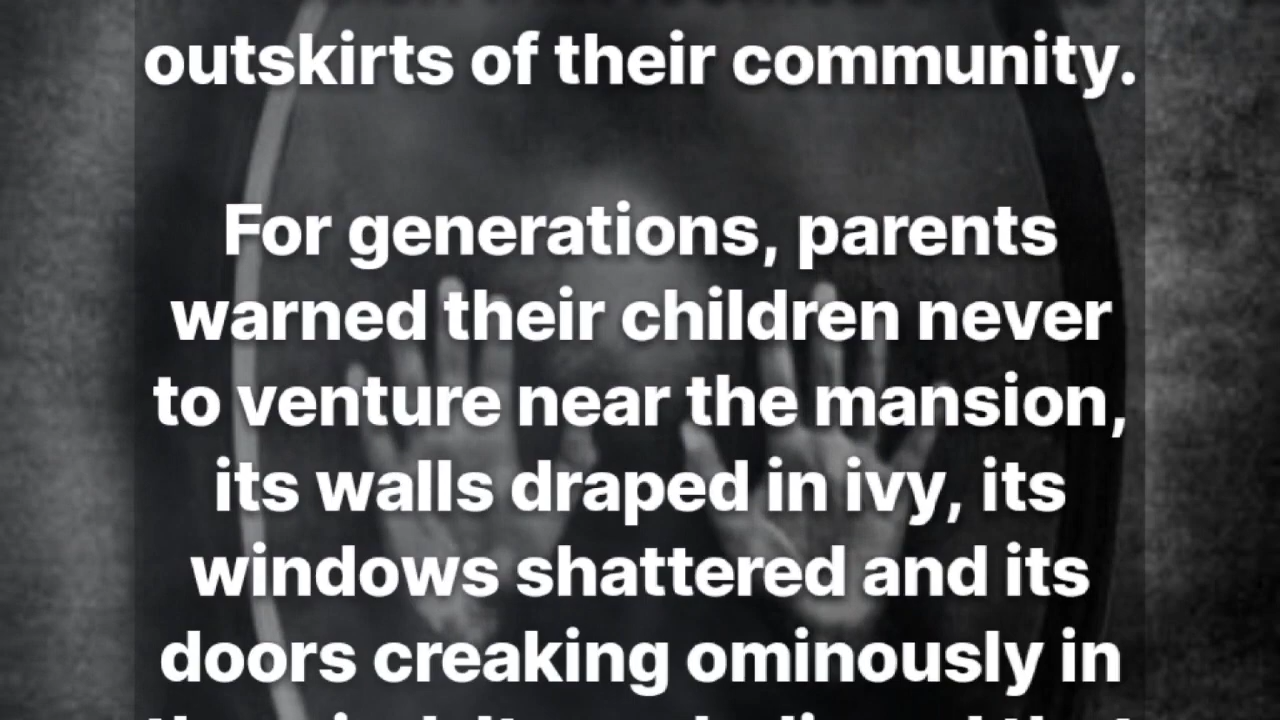 outskirts of their community.
For generations, parents
warned their children never
to venture near the mansion,
its walls draped in ivy, its
windows shattered and its
doors creaking ominously in